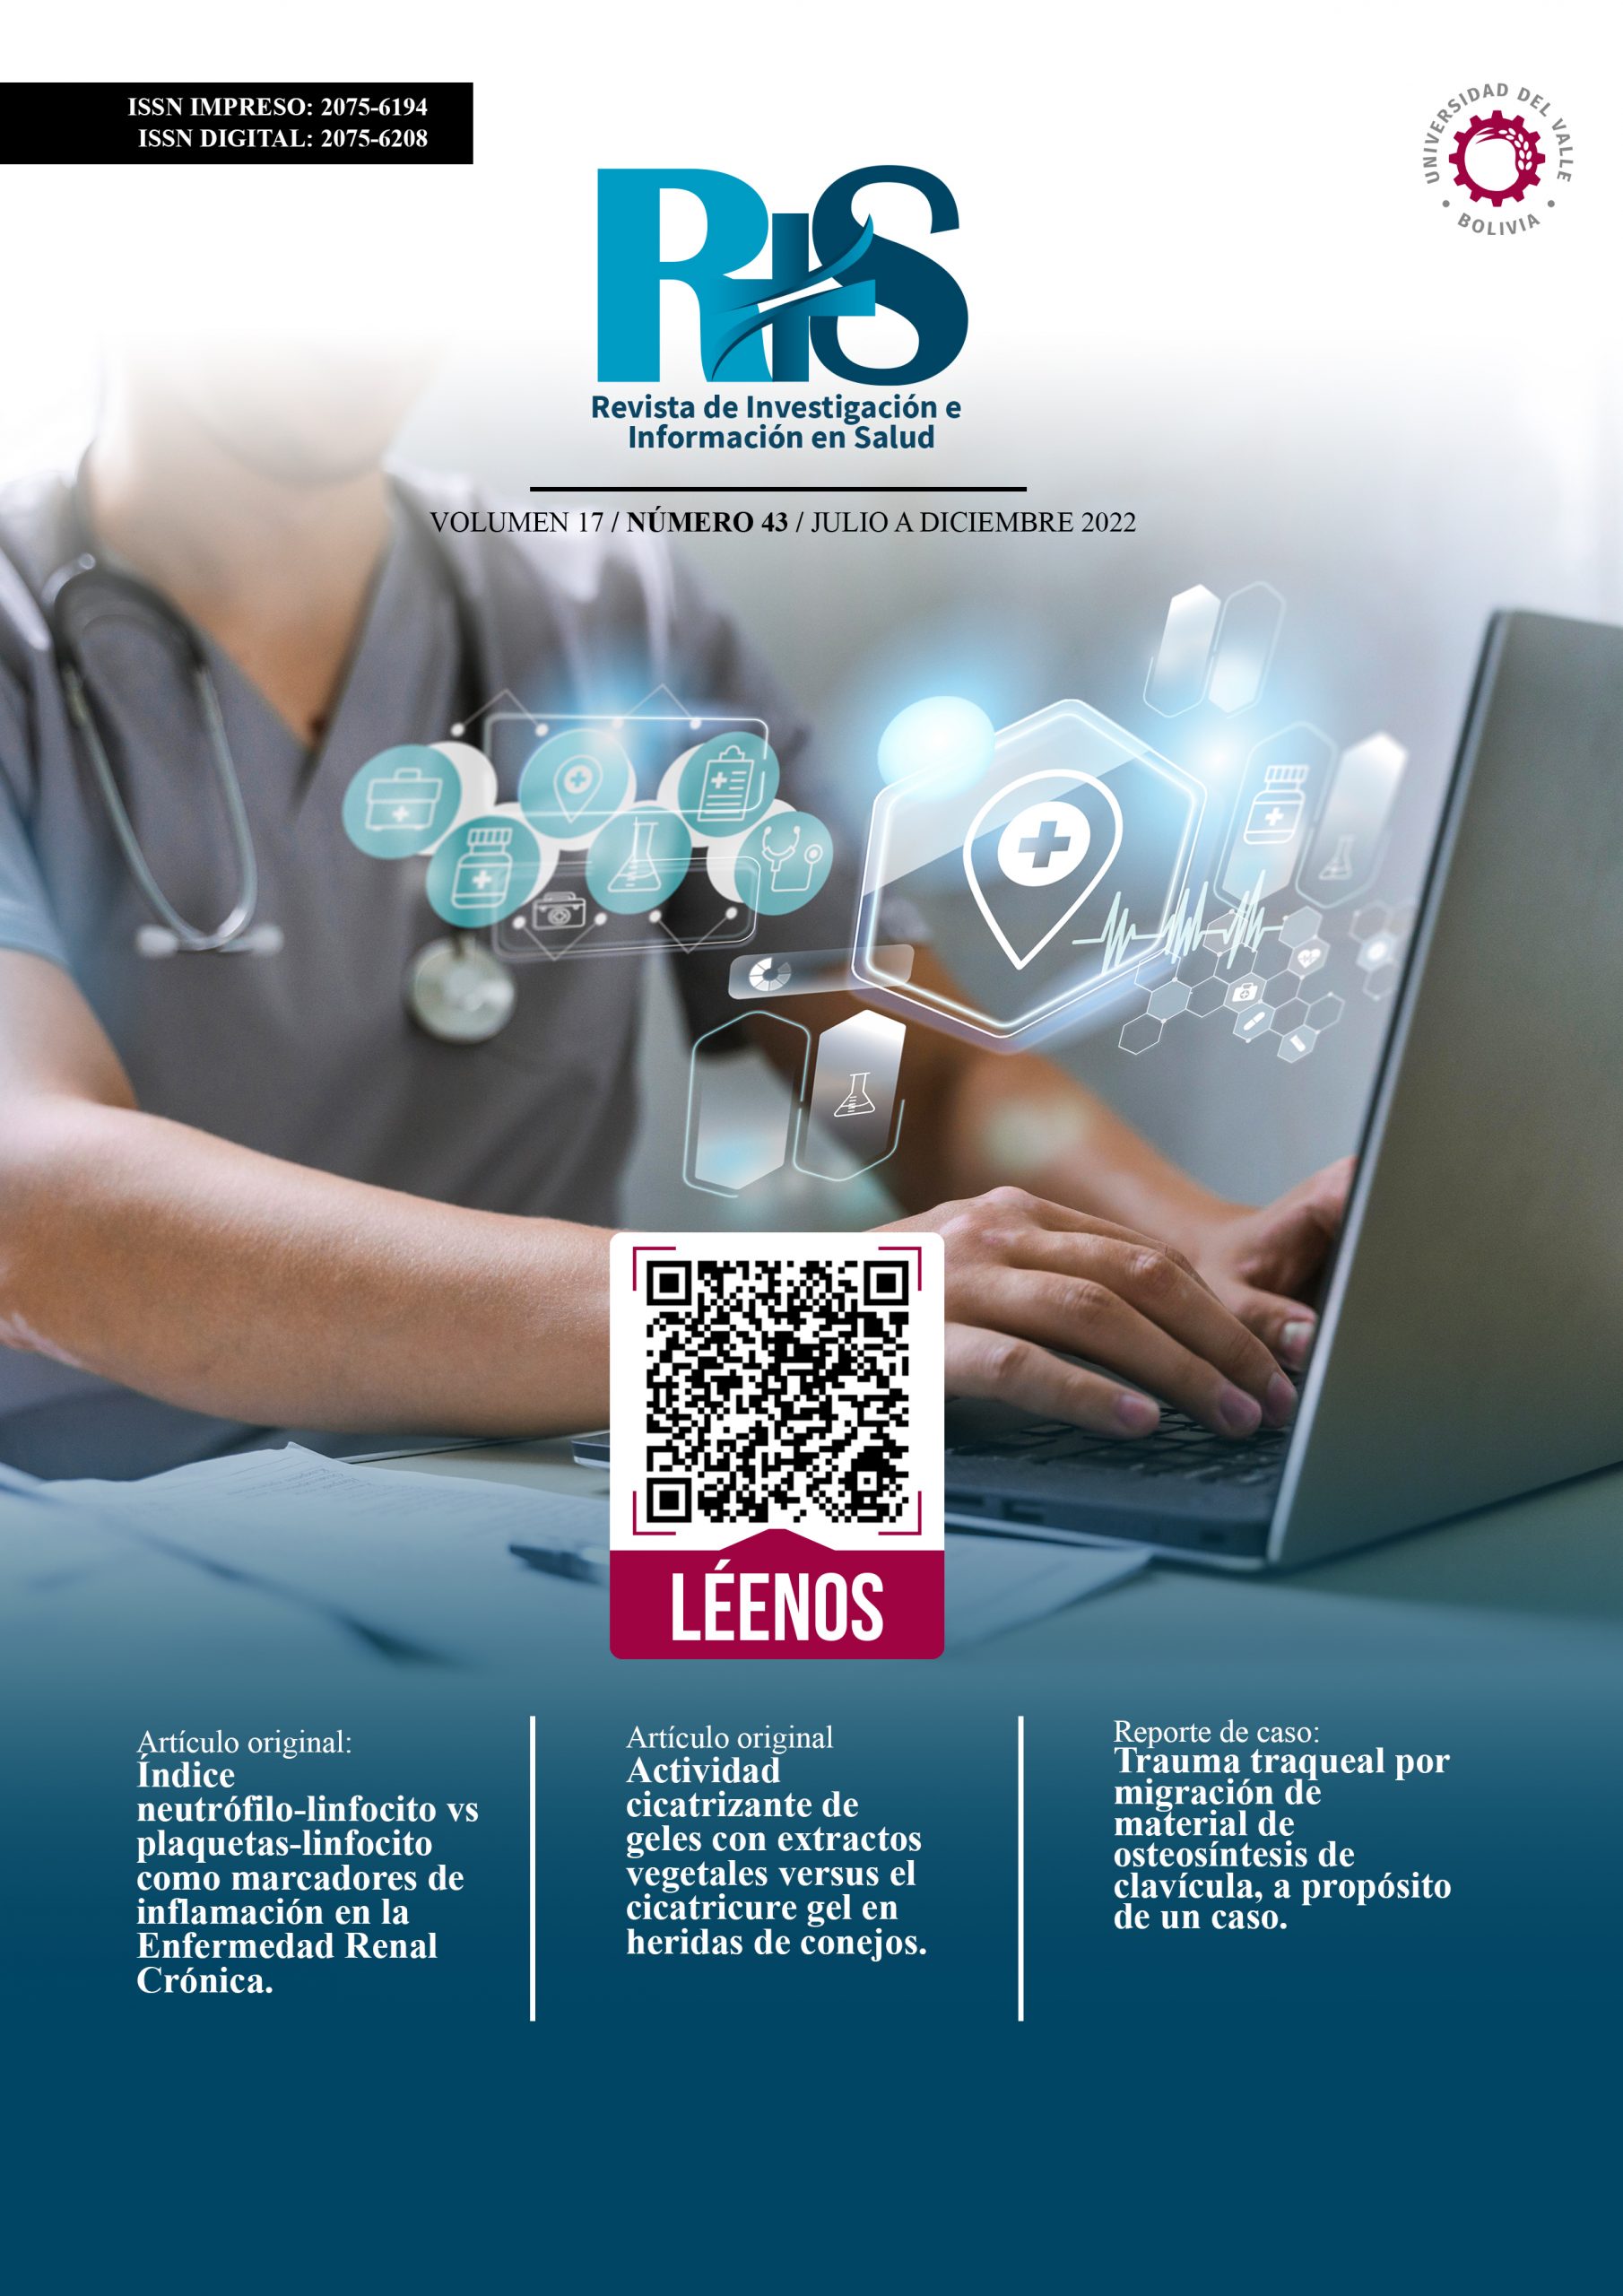 ISSN IMPRESO: 2075-6194
ISSN DIGITAL: 2075-6208
UNIVERSIDAD DEL VALLE
• BOLIVIA •
RIIS
Revista de Investigación e
Información en Salud
VOLUMEN 17 / NÚMERO 43 / JULIO A DICIEMBRE 2022
LÉENOS
Artículo original:
Índice
neutrófilo-linfocito vs
plaquetas-linfocito
como marcadores de
inflamación en la
Enfermedad Renal
Crónica.
Artículo original
Actividad
cicatrizante de
geles con extractos
vegetales versus el
cicatricure gel en
heridas de conejos.
Reporte de caso:
Trauma traqueal por
migración de
material de
osteosíntesis de
clavícula, a propósito
de un caso.